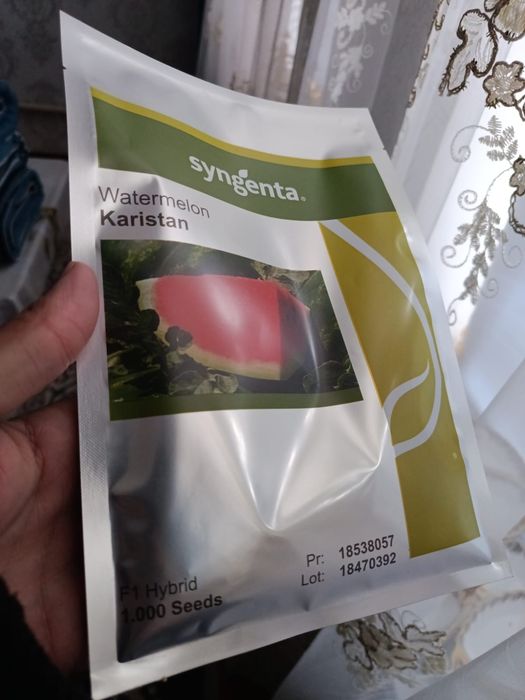 syngenta®
Watermelon
Karistan
F1 Hybrid
1.000 Seeds
Pr: 18538057
Lot: 18470392